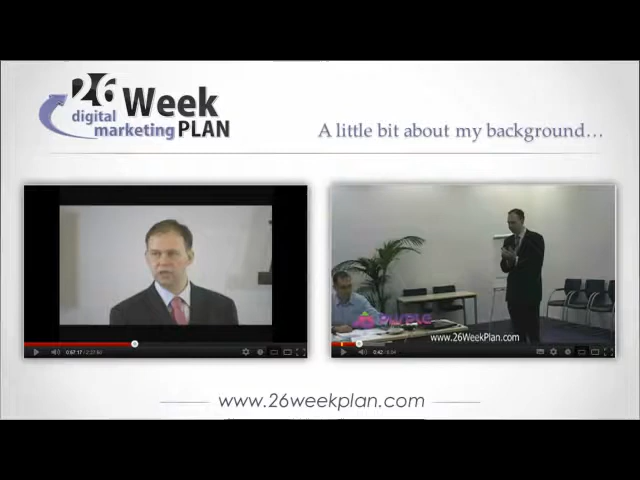 26 Week
digital
marketing PLAN
A little bit about my background...
www.26WeekPlan.com
www.26weekplan.com